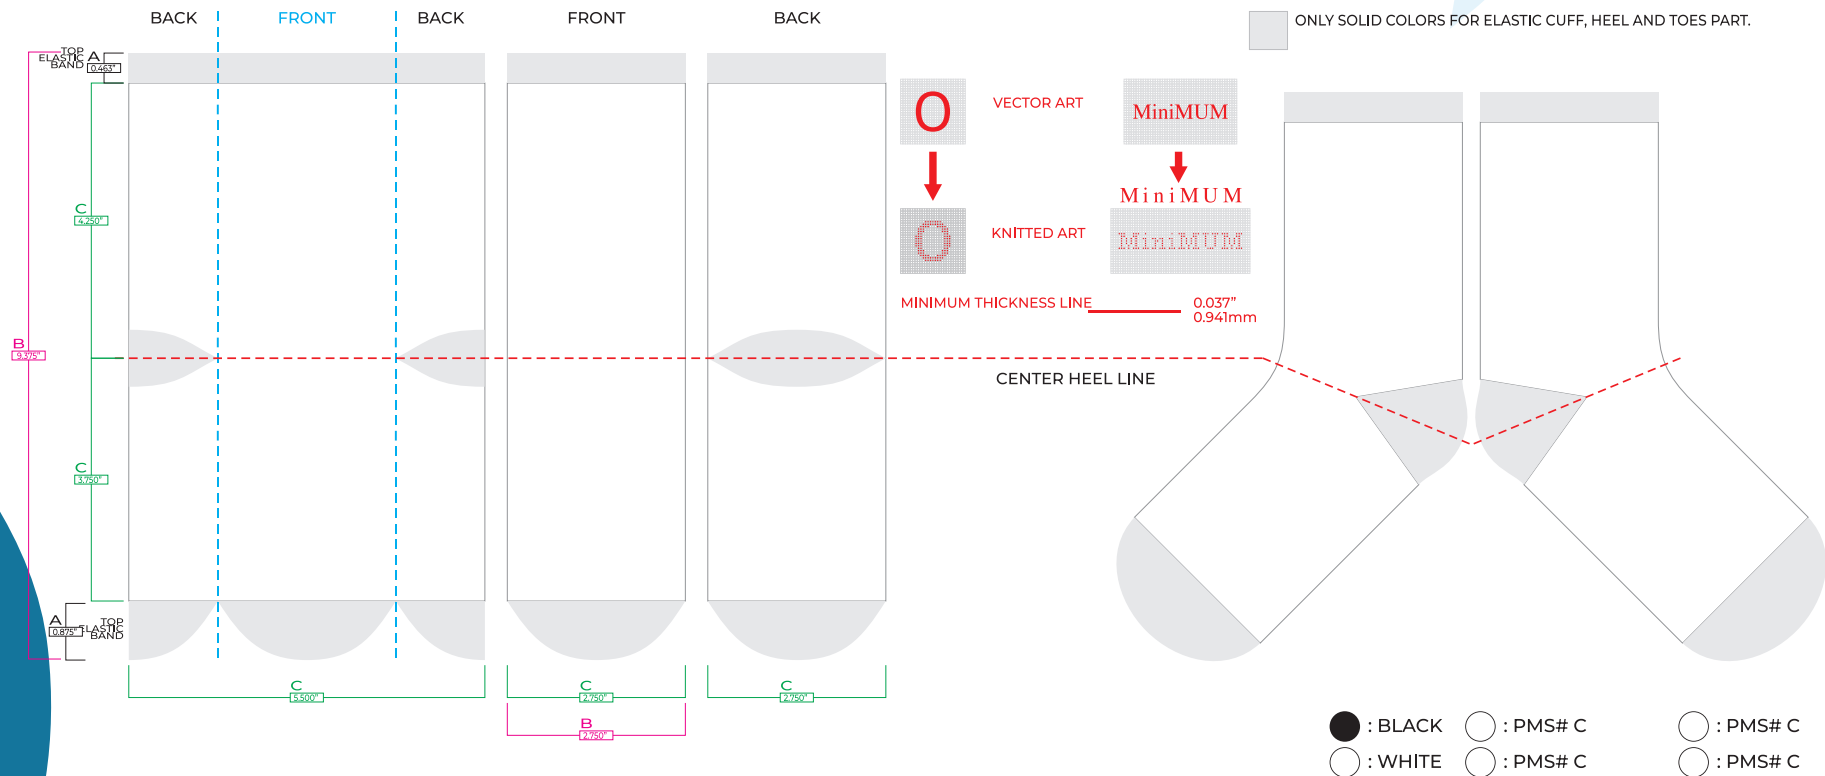 BACK
FRONT
BACK
FRONT
BACK
ONLY SOLID COLORS FOR ELASTIC CUFF, HEEL AND TOES PART.
TOP
ELASTIC
BAND
A
0.463"
C
4.250"
B
9.375"
C
3.750"
A
0.875"
TOP
ELASTIC
BAND
C
5.500"
C
2.750"
B
2.750"
C
2.750"
O
VECTOR ART
MiniMUM
MiniMUM
O
KNITTED ART
MiniMUM
MINIMUM THICKNESS LINE
0.037"
0.941mm
CENTER HEEL LINE
: BLACK
: PMS# C
: PMS# C
: WHITE
: PMS# C
: PMS# C